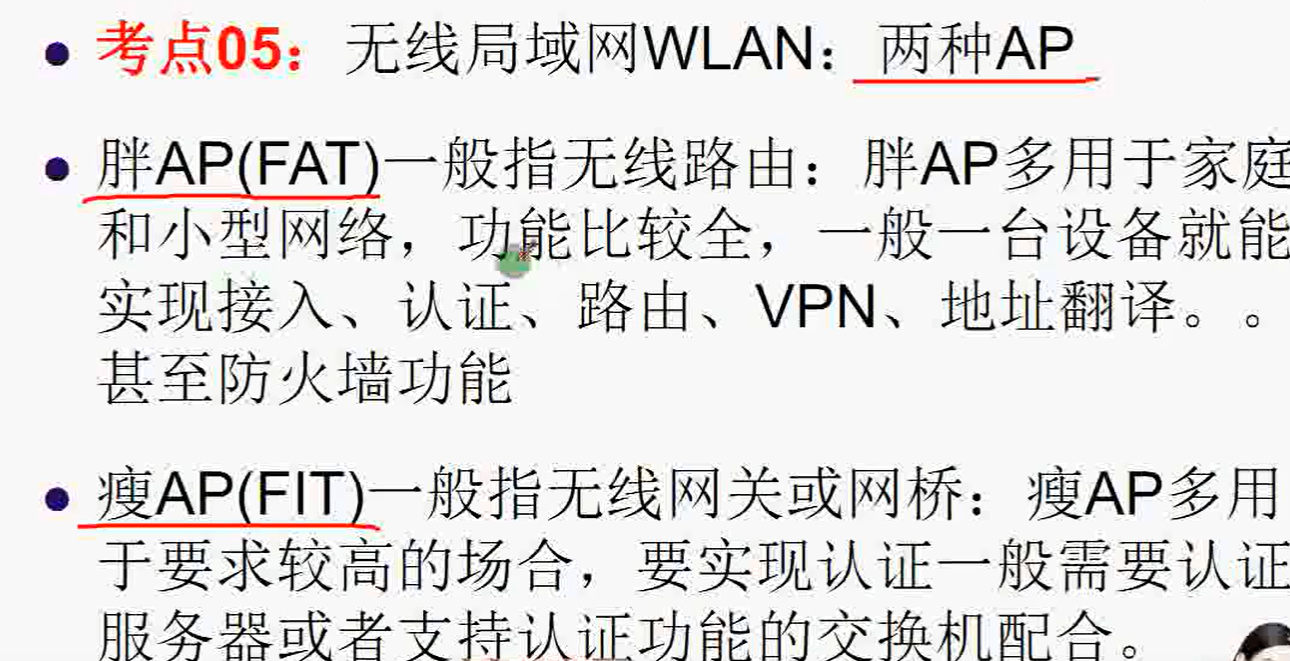 考点05：无线局域网WLAN：两种AP
胖AP(FAT)一般指无线路由：胖AP多用于家庭
和小型网络，功能比较全，一般一台设备就能
实现接入、认证、路由、VPN、地址翻译。。
甚至防火墙功能
瘦AP(FIT)一般指无线网关或网桥：瘦AP多用
于要求较高的场合，要实现认证一般需要认证
服务器或者支持认证功能的交换机配合。